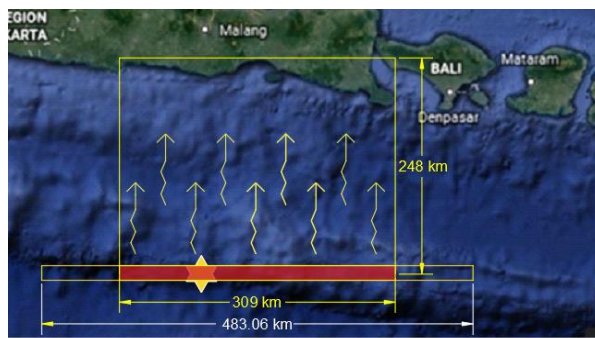 EGION
KARTA
Malang
BALI
Mataram
Denpasar
248 km
309 km
483.06 km